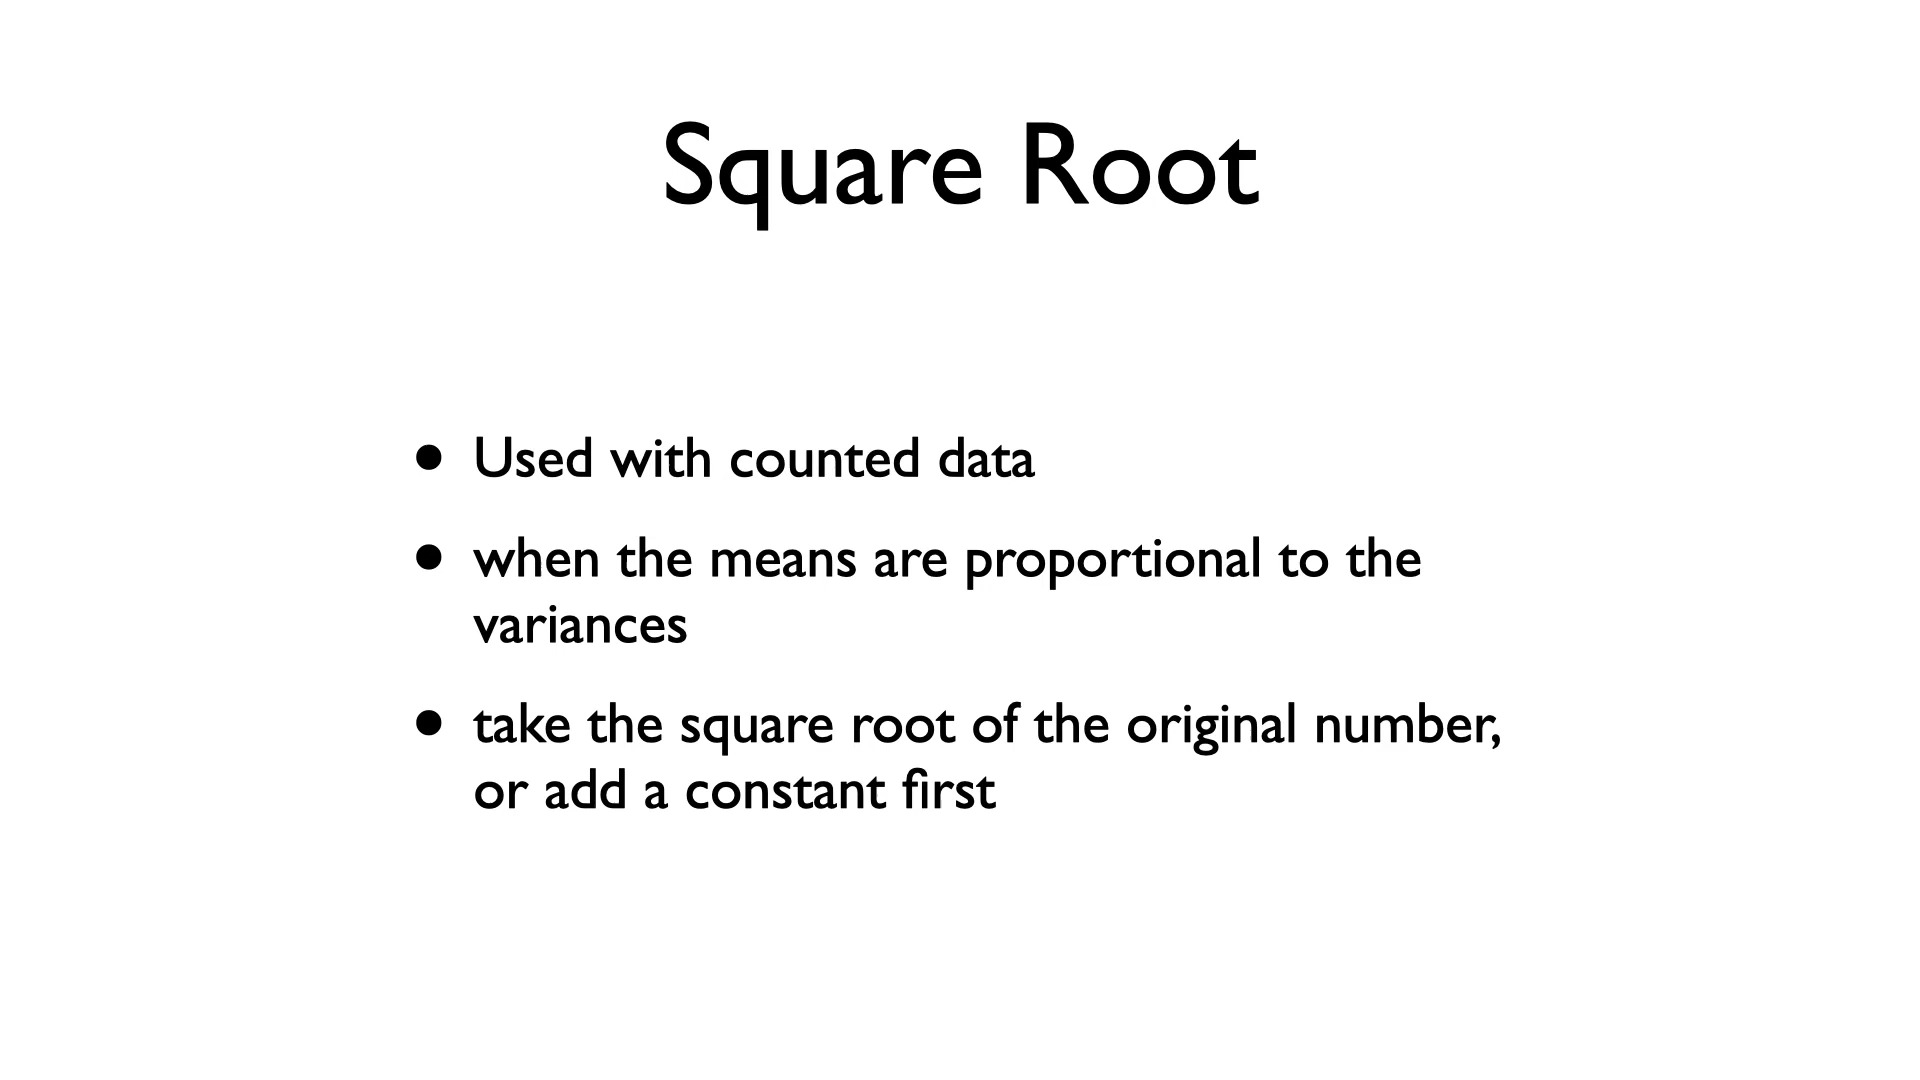 Square Root
• Used with counted data
• when the means are proportional to the
variances
• take the square root of the original number,
or add a constant first